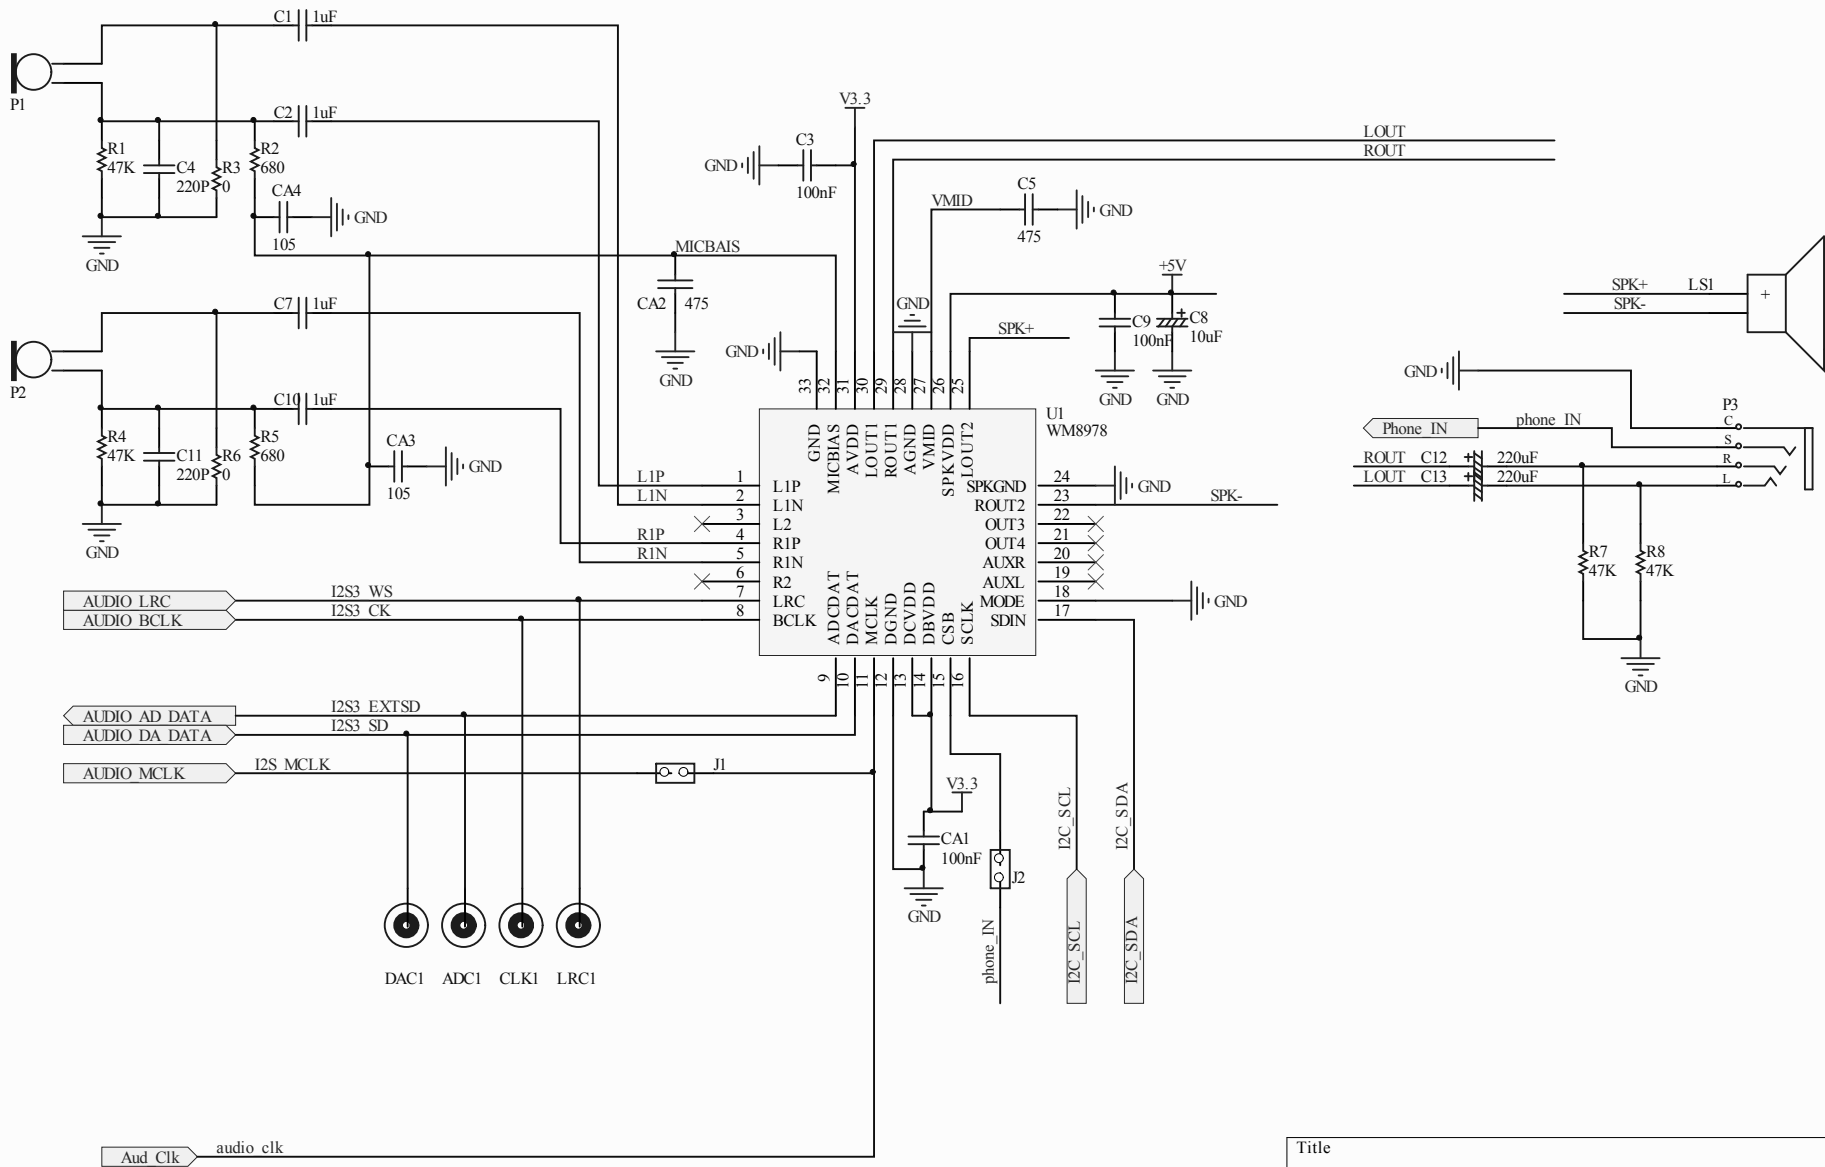 C1 1uF
P1
C2 1uF
R1
47K
C4
220P
R3
0
R2
680
CA4
105
GND
GND
V3.3
C3
GND
100nF
LOUT
ROUT
VMID
C5
475
GND
MICBAIS
CA2 475
GND
C7 1uF
P2
C10 1uF
R4
47K
C11
220P
R6
0
R5
680
CA3
105
GND
GND
GND
GND
SPK+
+5V
C9
100nF
C8
10uF
GND
GND
SPK+
SPK-
LS1
+
GND
Phone_IN
phone_IN
P3
C
S
R
L
ROUT C12 + 220uF
LOUT C13 + 220uF
R7
47K
R8
47K
GND
33
32
31
30
29
28
27
26
25
U1
WM8978
GND
MCBIAS
AVDD
LOUT1
ROUT1
AGND
VMID
SPKVDD
LOUT2
L1P 1 L1P
L1N 2 L1N
3 L2
R1P 4 R1P
R1N 5 R1N
6 R2
7 LRC
8 BCLK
SPKGND 24 GND
ROUT2 23 SPK-
OUT3 22
OUT4 21
AUXR 20
AUXL 19
MODE 18 GND
SDIN 17
ADCDAT
DACDAT
MCLK
DGND
DCVDD
DBVDD
CSB
SCLK
9
10
11
12
13
14
15
16
AUDIO_LRC I2S3_WS
AUDIO_BCLK I2S3_CK
AUDIO_AD_DATA I2S3_EXTSD
AUDIO_DA_DATA I2S3_SD
AUDIO_MCLK I2S_MCLK J1
V3.3
CA1
100nF
GND
J2
phone_IN
I2C_SCL
I2C_SDA
I2C_SCL
I2C_SDA
DAC1 ADC1 CLK1 LRC1
Aud_Clk audio_clk
Title